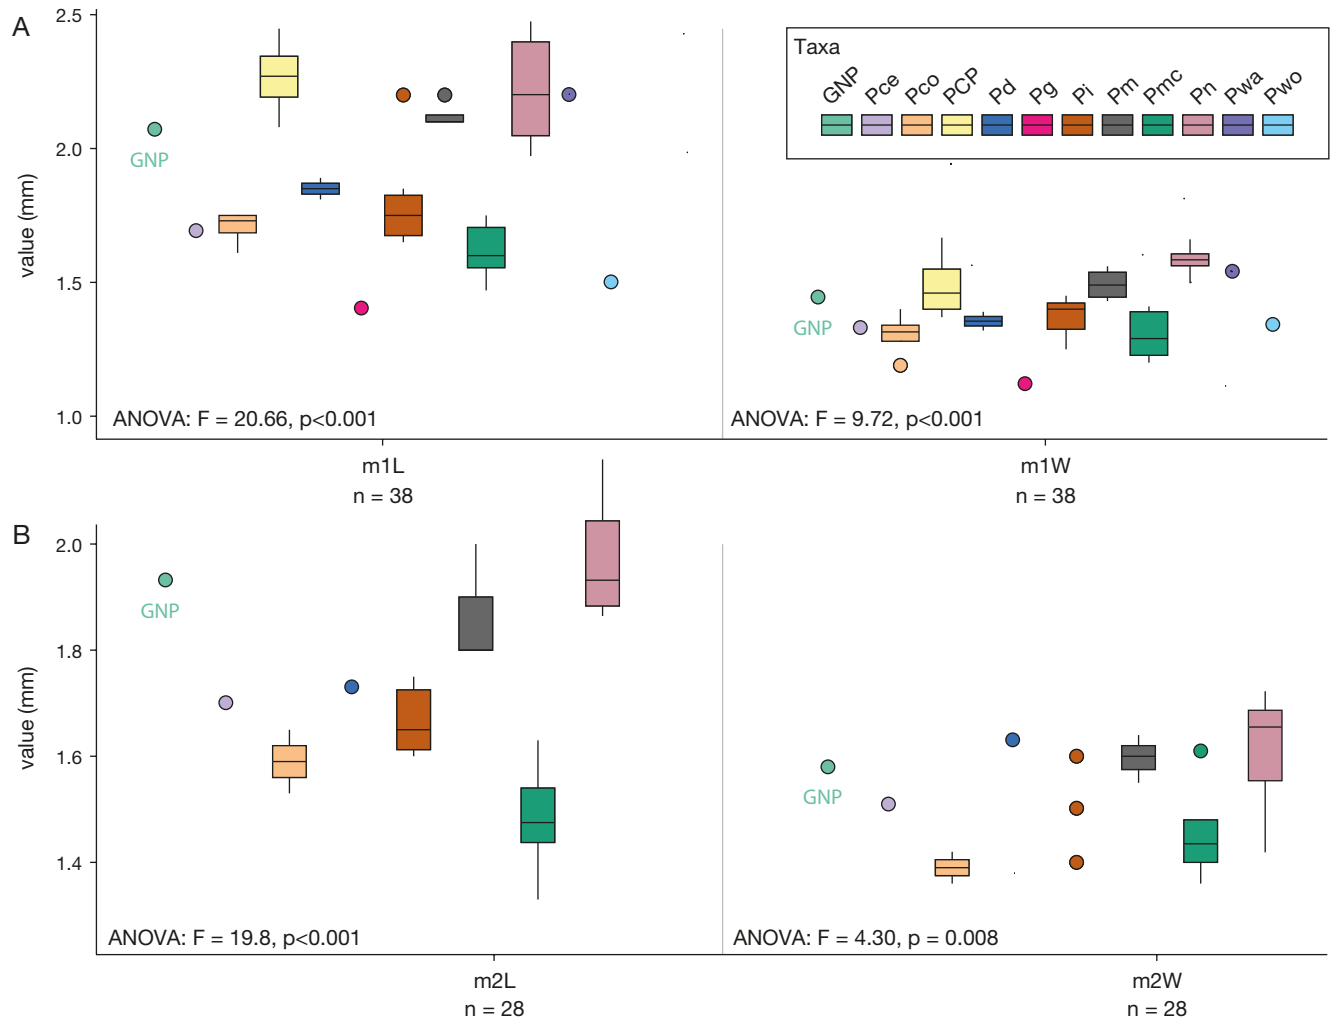 A
2.5
2.0
1.5
1.0
value (mm)
Taxa
GNP Pce Pco PCP Pd Pg Pi Pm Pmc Pn Pwa Pwo
GNP
GNP
ANOVA: F = 20.66, p<0.001
ANOVA: F = 9.72, p<0.001
m1L
n = 38
m1W
n = 38
B
2.0
1.8
1.6
1.4
value (mm)
GNP
GNP
ANOVA: F = 19.8, p<0.001
ANOVA: F = 4.30, p = 0.008
m2L
n = 28
m2W
n = 28